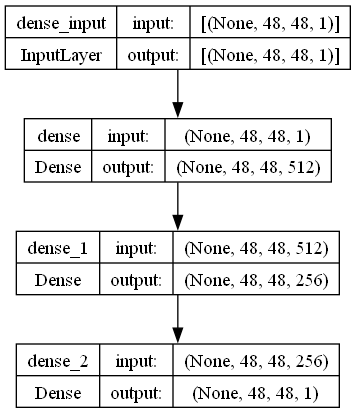 dense_input input: [(None, 48, 48, 1)]
InputLayer output: [(None, 48, 48, 1)]
dense input: (None, 48, 48, 1)
Dense output: (None, 48, 48, 512)
dense_1 input: (None, 48, 48, 512)
Dense output: (None, 48, 48, 256)
dense_2 input: (None, 48, 48, 256)
Dense output: (None, 48, 48, 1)